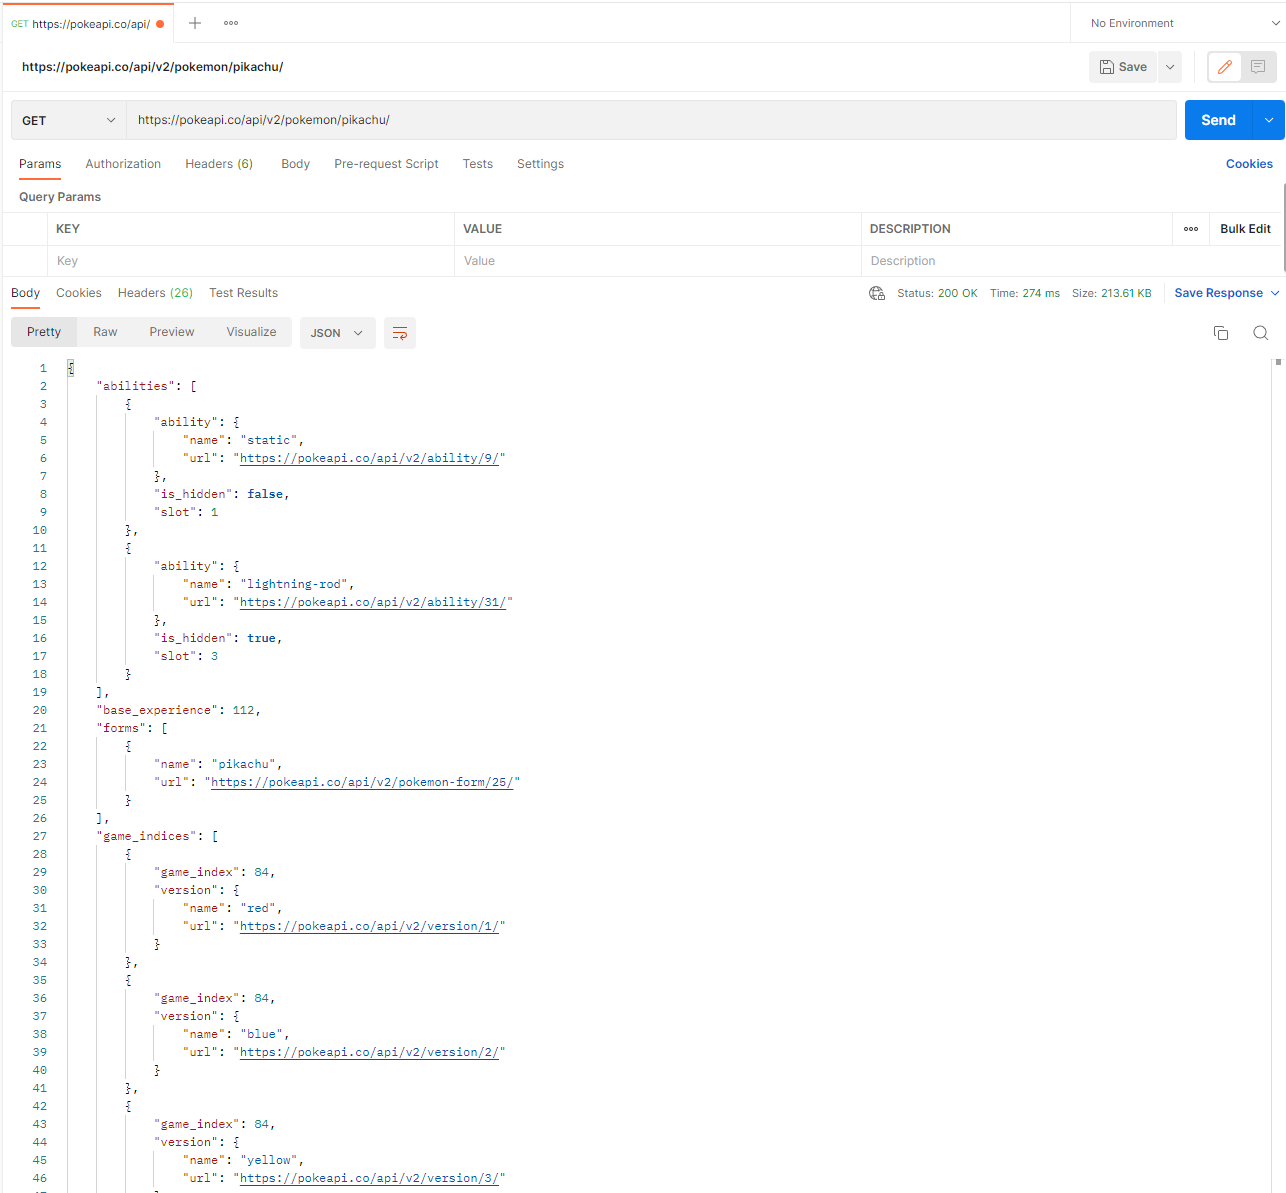 GET https://pokeapi.co/api/
No Environment
https://pokeapi.co/api/v2/pokemon/pikachu/
Save
GET https://pokeapi.co/api/v2/pokemon/pikachu/ Send
Params Authorization Headers (6) Body Pre-request Script Tests Settings Cookies
Query Params
KEY VALUE DESCRIPTION Bulk Edit
Key Value Description
Body Cookies Headers (26) Test Results Status: 200 OK Time: 274 ms Size: 213.61 KB Save Response
Pretty Raw Preview Visualize JSON
1 {
2 "abilities": [
3 {
4 "ability": {
5 "name": "static",
6 "url": "https://pokeapi.co/api/v2/ability/9/"
7 },
8 "is_hidden": false,
9 "slot": 1
10 },
11 {
12 "ability": {
13 "name": "lightning-rod",
14 "url": "https://pokeapi.co/api/v2/ability/31/"
15 },
16 "is_hidden": true,
17 "slot": 3
18 }
19 ],
20 "base_experience": 112,
21 "forms": [
22 {
23 "name": "pikachu",
24 "url": "https://pokeapi.co/api/v2/pokemon-form/25/"
25 }
26 ],
27 "game_indices": [
28 {
29 "game_index": 84,
30 "version": {
31 "name": "red",
32 "url": "https://pokeapi.co/api/v2/version/1/"
33 }
34 },
35 {
36 "game_index": 84,
37 "version": {
38 "name": "blue",
39 "url": "https://pokeapi.co/api/v2/version/2/"
40 }
41 },
42 {
43 "game_index": 84,
44 "version": {
45 "name": "yellow",
46 "url": "https://pokeapi.co/api/v2/version/3/"